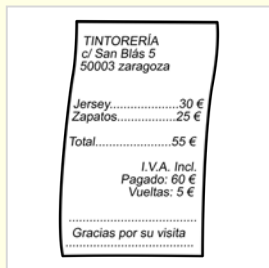 TINTORERÍA
c/ San Blás 5
50003 zaragoza
Jersey....................30 €
Zapatos.................25 €
Total......................55 €
I.V.A. Incl.
Pagado: 60 €
Vueltas: 5 €
Gracias por su visita